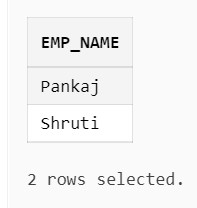 EMP_NAME
Pankaj
Shruti
2 rows selected.